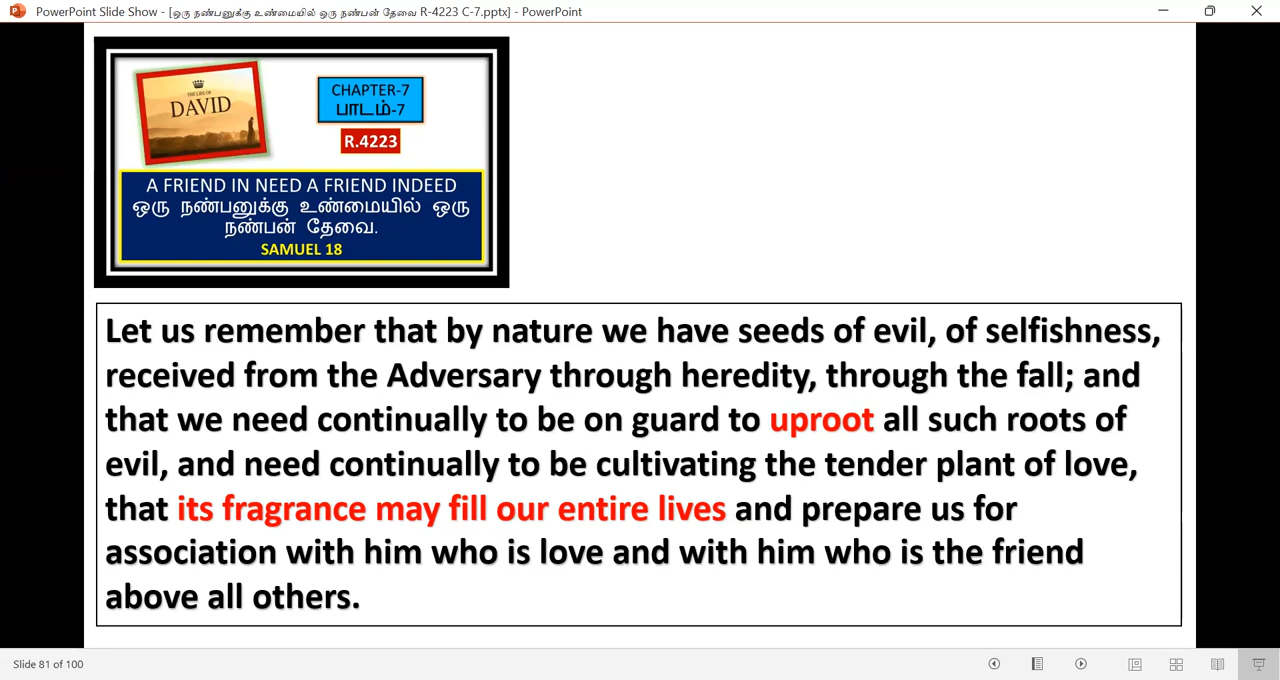 PowerPoint Slide Show - [ஒரு நண்பனுக்கு உண்மையில் ஒரு நண்பன் தேவை R-4223 C-7.pptx] - PowerPoint
THE LIFE OF
DAVID
CHAPTER-7
பாடம்-7
R.4223
A FRIEND IN NEED A FRIEND INDEED
ஒரு நண்பனுக்கு உண்மையில் ஒரு
நண்பன் தேவை.
SAMUEL 18
Let us remember that by nature we have seeds of evil, of selfishness,
received from the Adversary through heredity, through the fall; and
that we need continually to be on guard to uproot all such roots of
evil, and need continually to be cultivating the tender plant of love,
that its fragrance may fill our entire lives and prepare us for
association with him who is love and with him who is the friend
above all others.
Slide 81 of 100